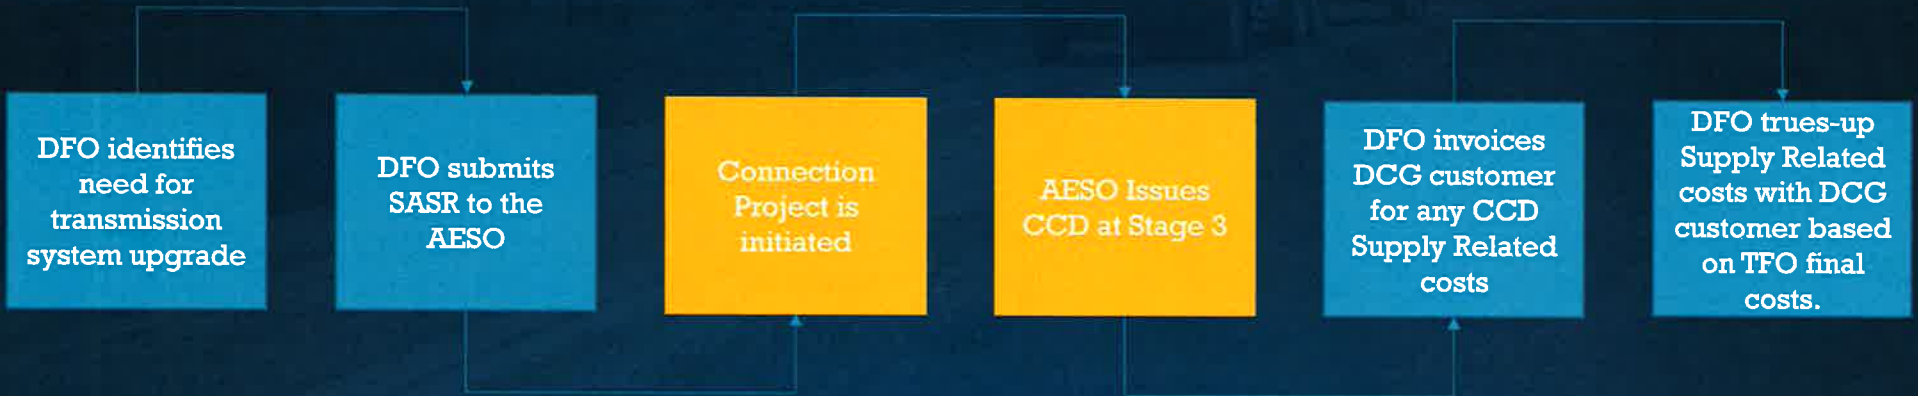 DFO identifies
need for
transmission
system upgrade
DFO submits
SASR to the
AESO
Connection
Project is
initiated
AESO Issues
CCD at Stage 3
DFO invoices
DCG customer
for any CCD
Supply Related
costs
DFO trues-up
Supply Related
costs with DCG
customer based
on TFO final
costs.